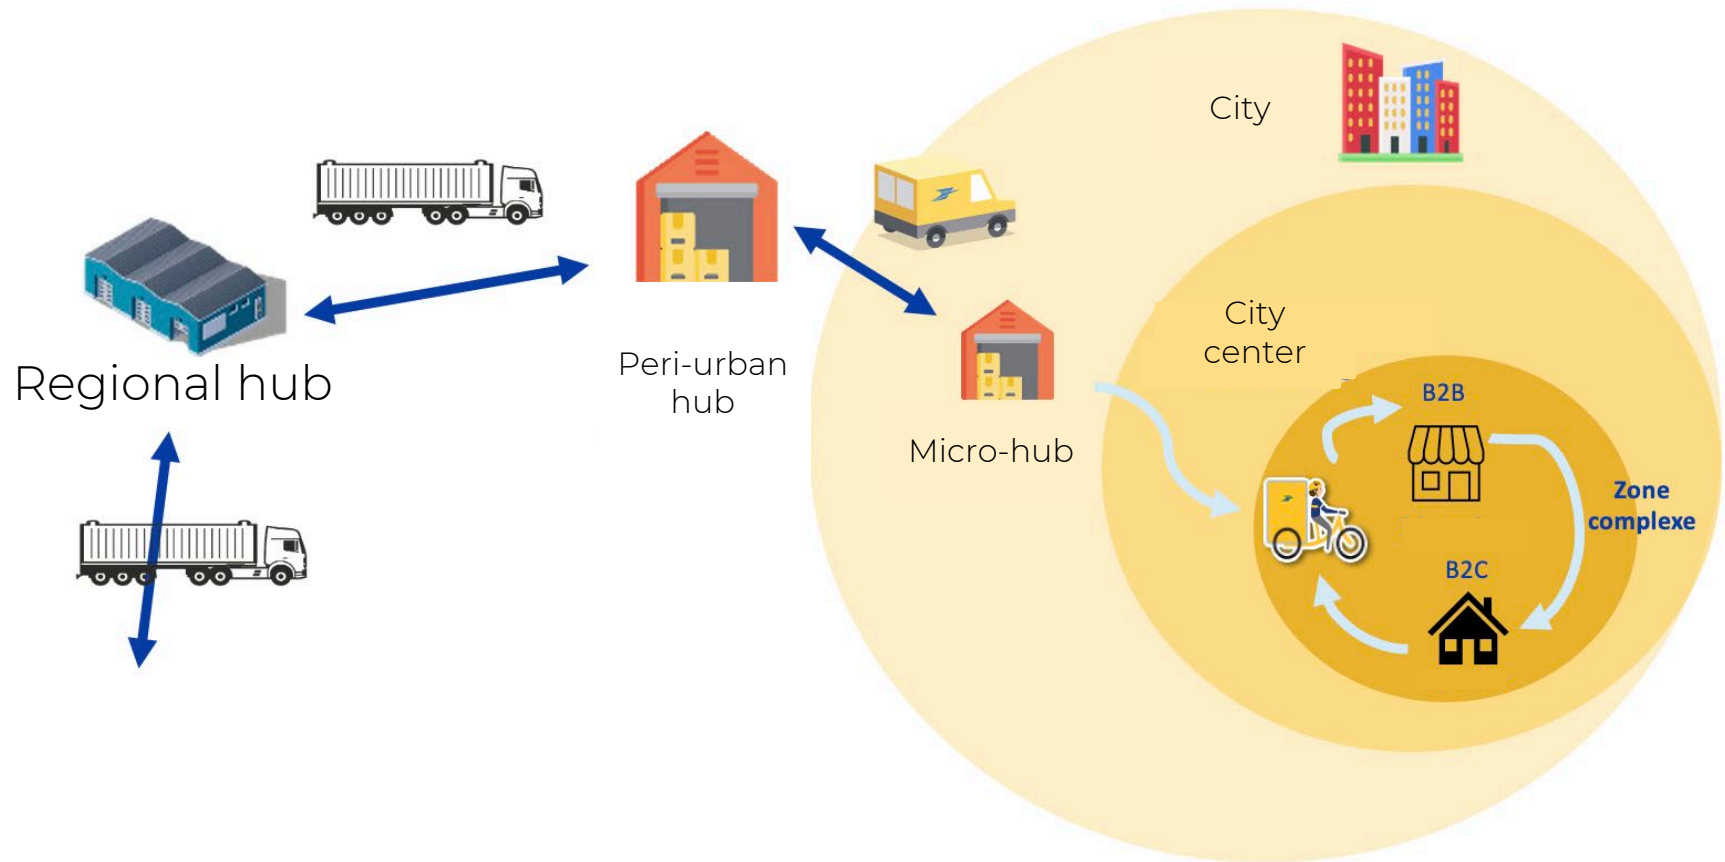 City
City
center
Regional hub
Peri-urban
hub
Micro-hub
B2B
Zone
complexe
B2C